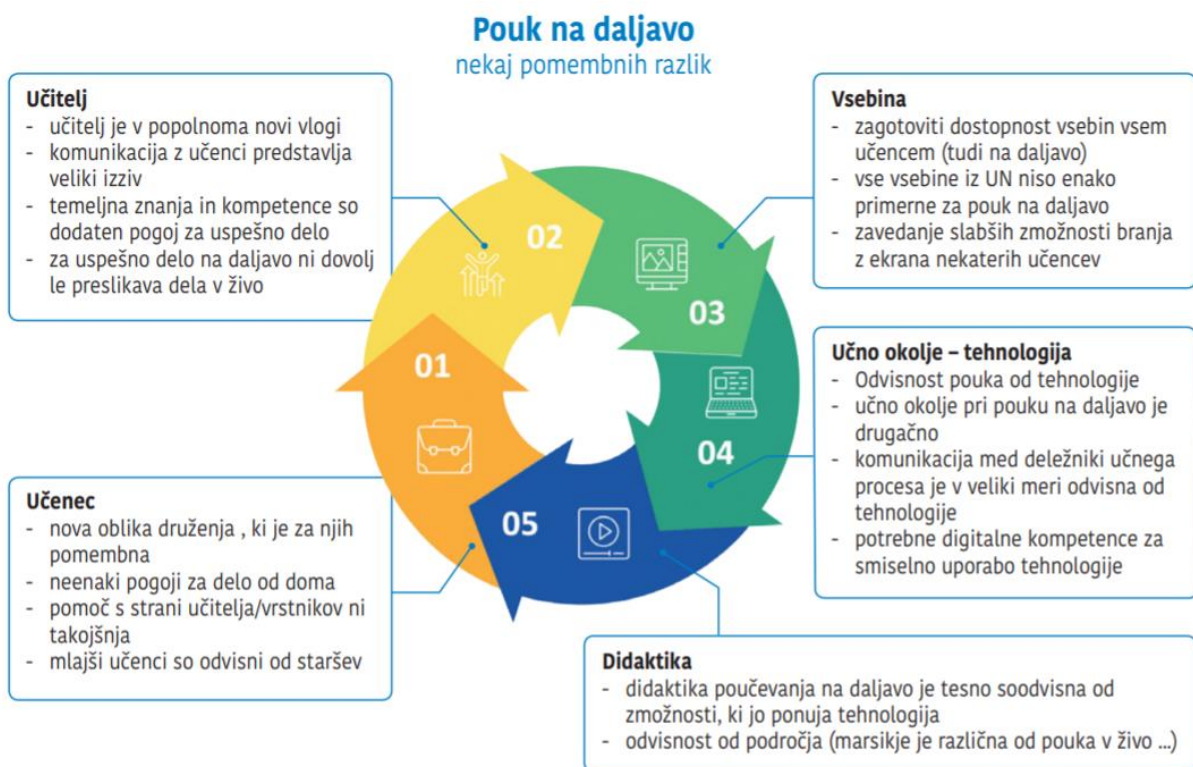 Pouk na daljavo
nekaj pomembnih razlik
Učitelj
- učitelj je v popolnoma novi vlogi
- komunikacija z učenci predstavlja
veliki izziv
- temeljna znanja in kompetence so
dodaten pogoj za uspešno delo
- za uspešno delo na daljavo ni dovolj
le preslikava dela v živo
Vsebina
- zagotoviti dostopnost vsebin vsem
učencem (tudi na daljavo)
- vse vsebine iz UN niso enako
primerne za pouk na daljavo
- zavedanje slabših zmožnosti branja
z ekrana nekaterih učencev
02
03
01
04
05
Učno okolje – tehnologija
- Odvisnost pouka od tehnologije
- učno okolje pri pouku na daljavo je
drugačno
- komunikacija med deležniki učnega
procesa je v veliki meri odvisna od
tehnologije
- potrebne digitalne kompetence za
smiselno uporabo tehnologije
Učenec
- nova oblika druženja , ki je za njih
pomembna
- neenaki pogoji za delo od doma
- pomoč s strani učitelja/vrstnikov ni
takojšnja
- mlajši učenci so odvisni od staršev
Didaktika
- didaktika poučevanja na daljavo je tesno soodvisna od
zmožnosti, ki jo ponuja tehnologija
- odvisnost od področja (marsikje je različna od pouka v živo ...)